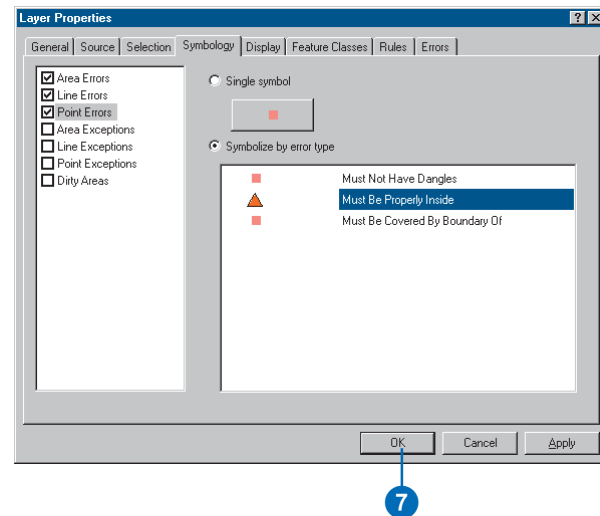 Layer Properties
? X
General Source Selection Symbology Display Feature Classes Rules Errors
Area Errors
Line Errors
Point Errors
Area Exceptions
Line Exceptions
Point Exceptions
Dirty Areas
Single symbol
Symbolize by error type
Must Not Have Dangles
Must Be Properly Inside
Must Be Covered By Boundary Of
OK Cancel Apply
7